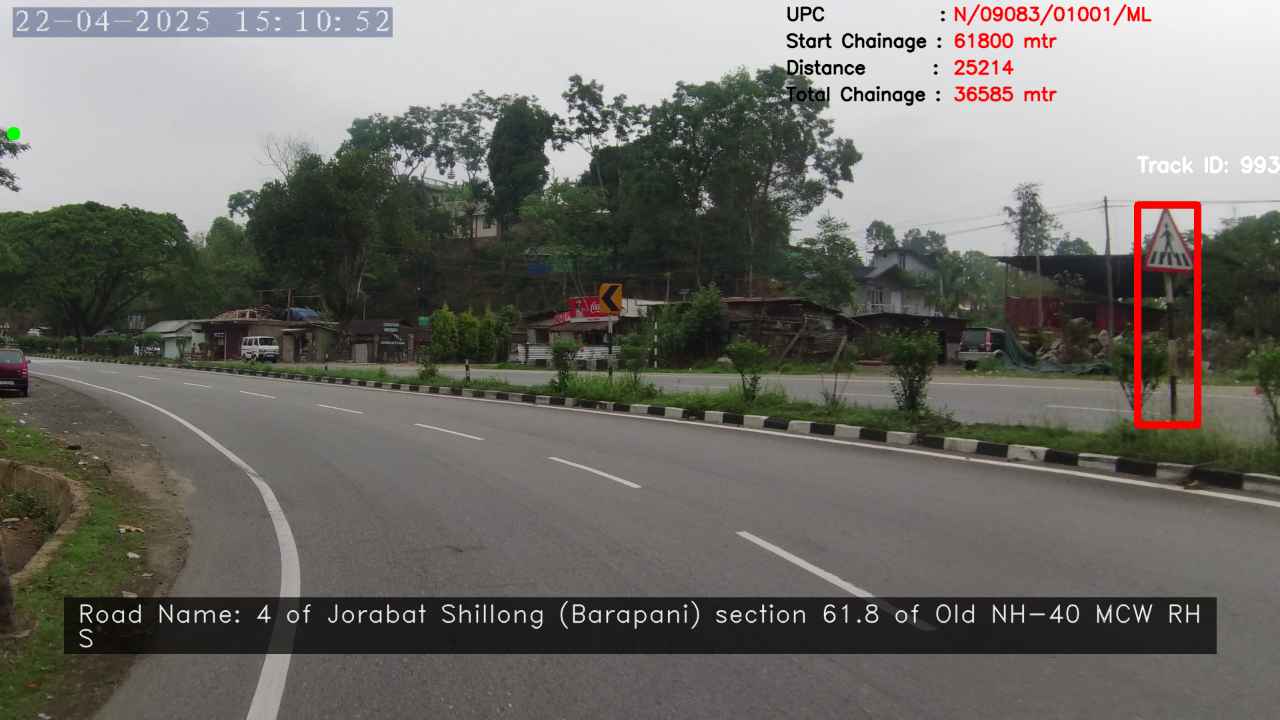 22-04-2025 15:10:52
UPC : N/09083/01001/ML
Start Chainage : 61800 mtr
Distance : 25214
Total Chainage : 36585 mtr
Track ID: 993
Road Name: 4 of Jorabat Shillong (Barapani) section 61.8 of Old NH-40 MCW RH
S